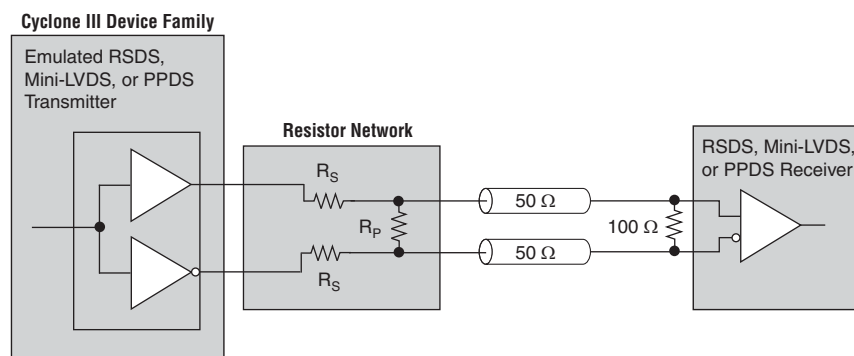 Cyclone III Device Family
Emulated RSDS,
Mini-LVDS, or PPDS
Transmitter
Resistor Network
RS
RP
RS
50 Ω
50 Ω
100 Ω
RSDS, Mini-LVDS,
or PPDS Receiver